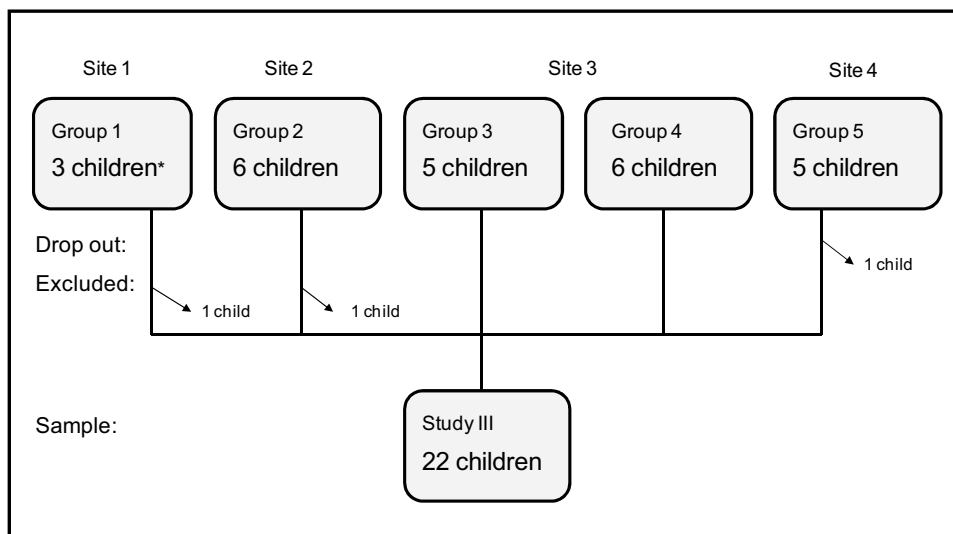 Site 1
Site 2
Site 3
Site 4
Group 1
3 children*
Group 2
6 children
Group 3
5 children
Group 4
6 children
Group 5
5 children
Drop out:
1 child
Excluded:
1 child
1 child
Sample:
Study III
22 children